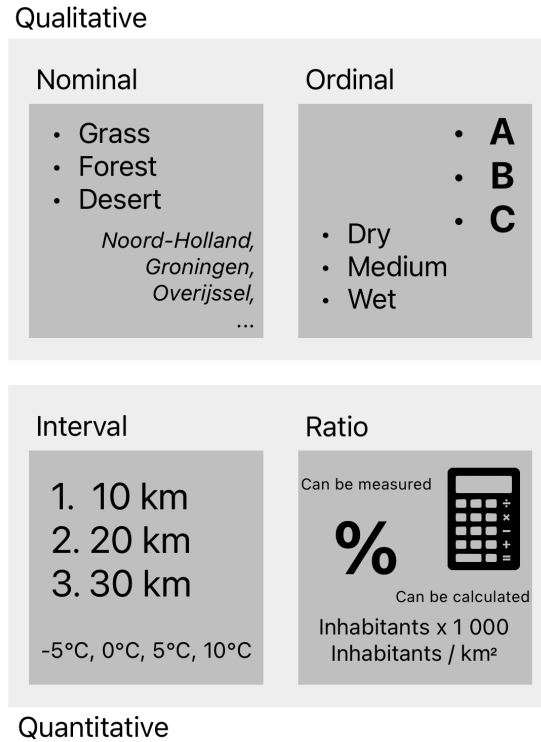 Qualitative
Nominal
• Grass
• Forest
• Desert
Noord-Holland,
Groningen,
Overijssel,
...
Ordinal
• A
• B
• C
• Dry
• Medium
• Wet
Interval
1. 10 km
2. 20 km
3. 30 km
-5°C, 0°C, 5°C, 10°C
Ratio
Can be measured
%
÷
×
−
+
=
Can be calculated
Inhabitants x 1 000
Inhabitants / km²
Quantitative